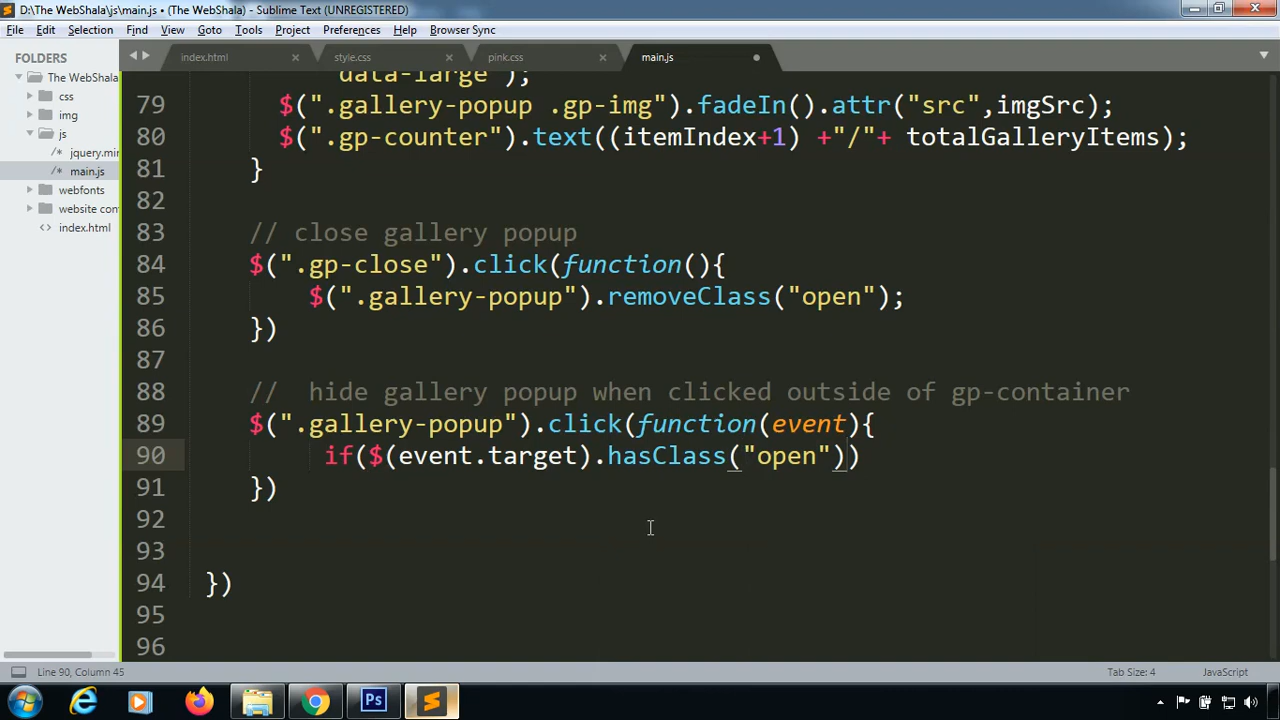 D:\The WebShala\js\main.js • (The WebShala) - Sublime Text (UNREGISTERED)
File Edit Selection Find View Goto Tools Project Preferences Help Browser Sync
FOLDERS
The WebShala
css
img
js
jquery.min
main.js
webfonts
website cont
index.html
index.html × style.css × pink.css × main.js
data-large");
79 $(".gallery-popup .gp-img").fadeIn().attr("src",imgSrc);
80 $(".gp-counter").text((itemIndex+1) +"/"+ totalGalleryItems);
81 }
82
83 // close gallery popup
84 $(".gp-close").click(function(){
85 $(".gallery-popup").removeClass("open");
86 })
87
88 //  hide gallery popup when clicked outside of gp-container
89 $(".gallery-popup").click(function(event){
90 if($(event.target).hasClass("open"))
91 })
92
93
94 })
95
96
Line 90, Column 45 Tab Size: 4 JavaScript
Ps